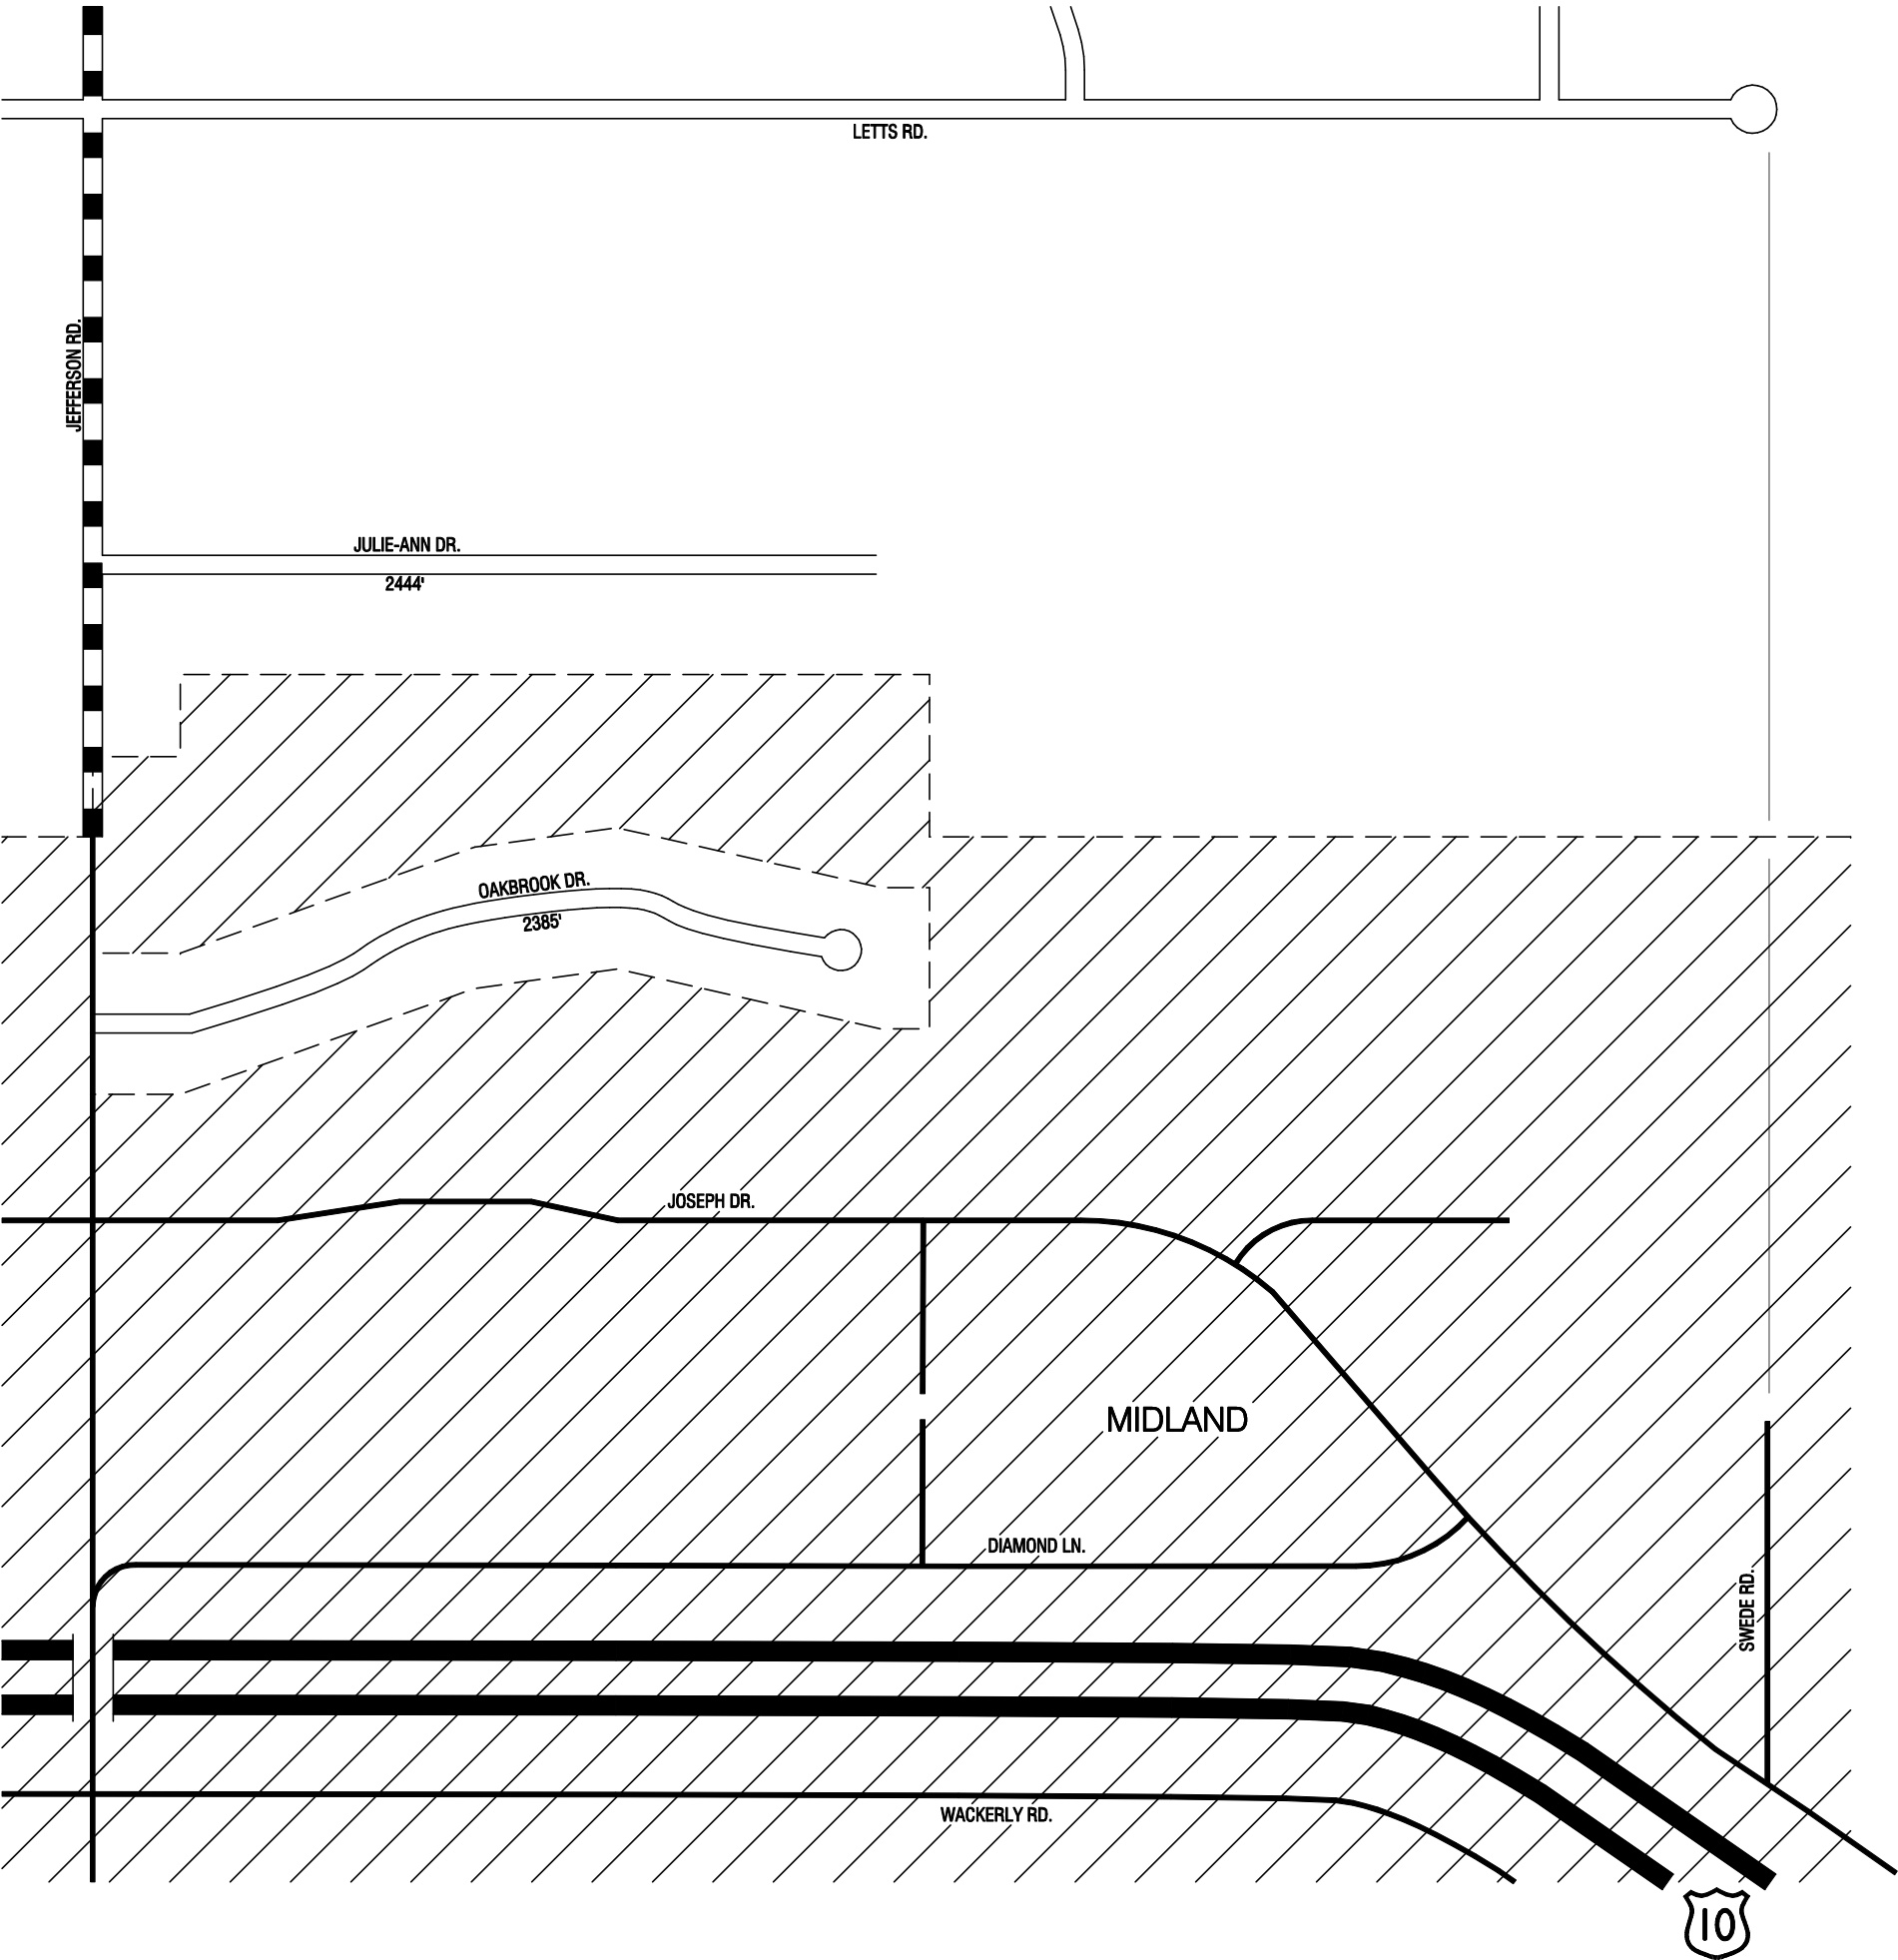 LETTS RD.
JEFFERSON RD.
JULIE-ANN DR.
2444'
OAKBROOK DR.
2385'
JOSEPH DR.
MIDLAND
DIAMOND LN.
SWEDE RD.
WACKERLY RD.
10